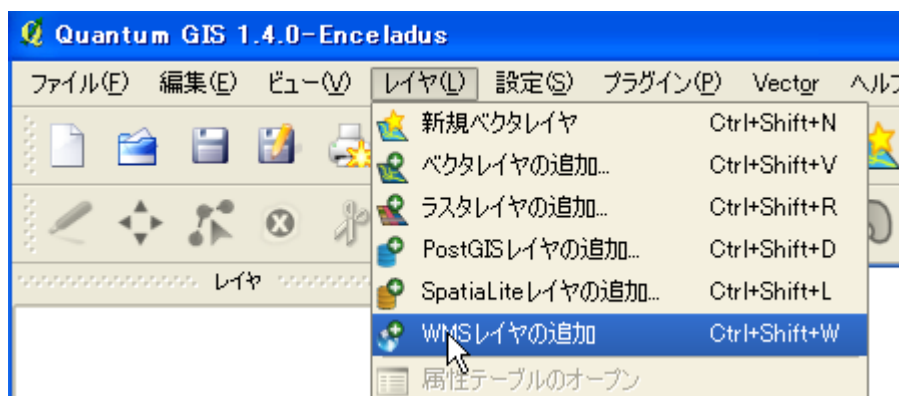 Quantum GIS 1.4.0-Enceladus
ファイル(F) 編集(E) ビュー(V) レイヤ(L) 設定(S) プラグイン(P) Vector ヘルプ
新規ベクタレイヤ Ctrl+Shift+N
ベクタレイヤの追加... Ctrl+Shift+V
ラスタレイヤの追加... Ctrl+Shift+R
PostGISレイヤの追加... Ctrl+Shift+D
レイヤ
SpatiaLiteレイヤの追加... Ctrl+Shift+L
WMSレイヤの追加 Ctrl+Shift+W
属性テーブルのオープン